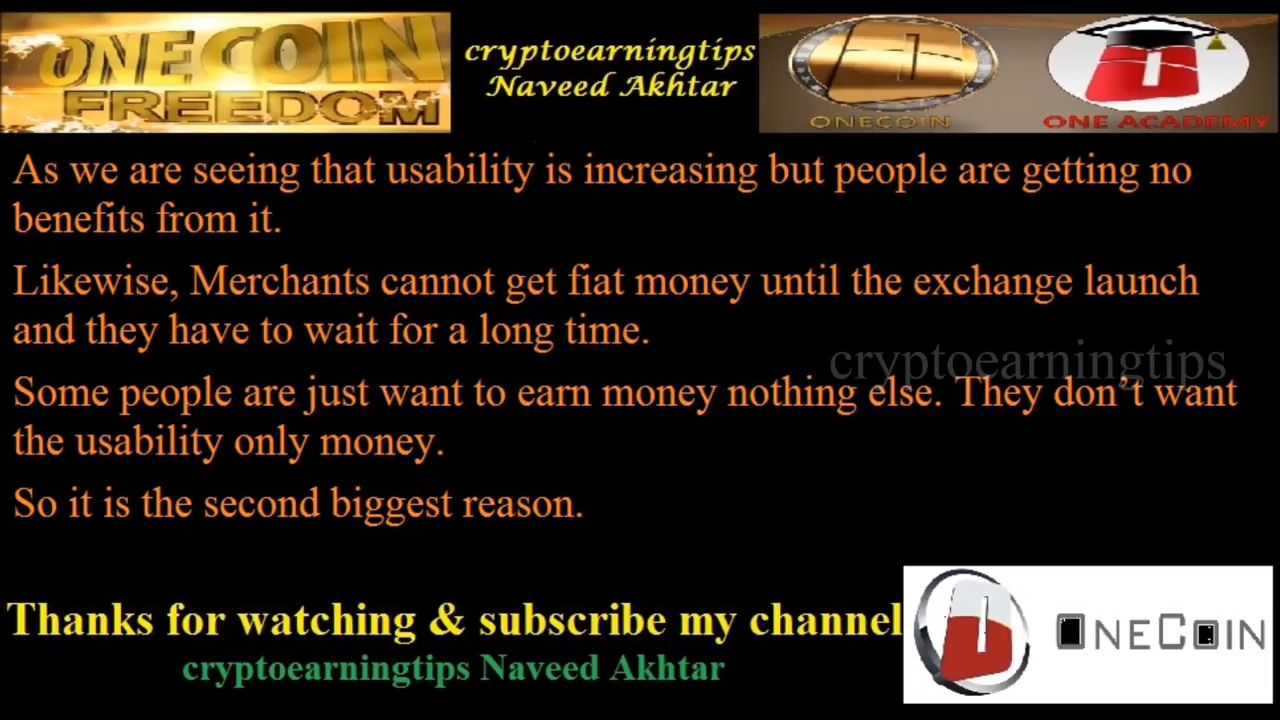 ONE COIN
FREEDOM
cryptoearningtips
Naveed Akhtar
ONECOIN
ONE ACADEMY
As we are seeing that usability is increasing but people are getting no
benefits from it.
Likewise, Merchants cannot get fiat money until the exchange launch
and they have to wait for a long time.
cryptoearningtips
Some people are just want to earn money nothing else. They don’t want
the usability only money.
So it is the second biggest reason.
Thanks for watching & subscribe my channel
cryptoearningtips Naveed Akhtar
ONECOIN